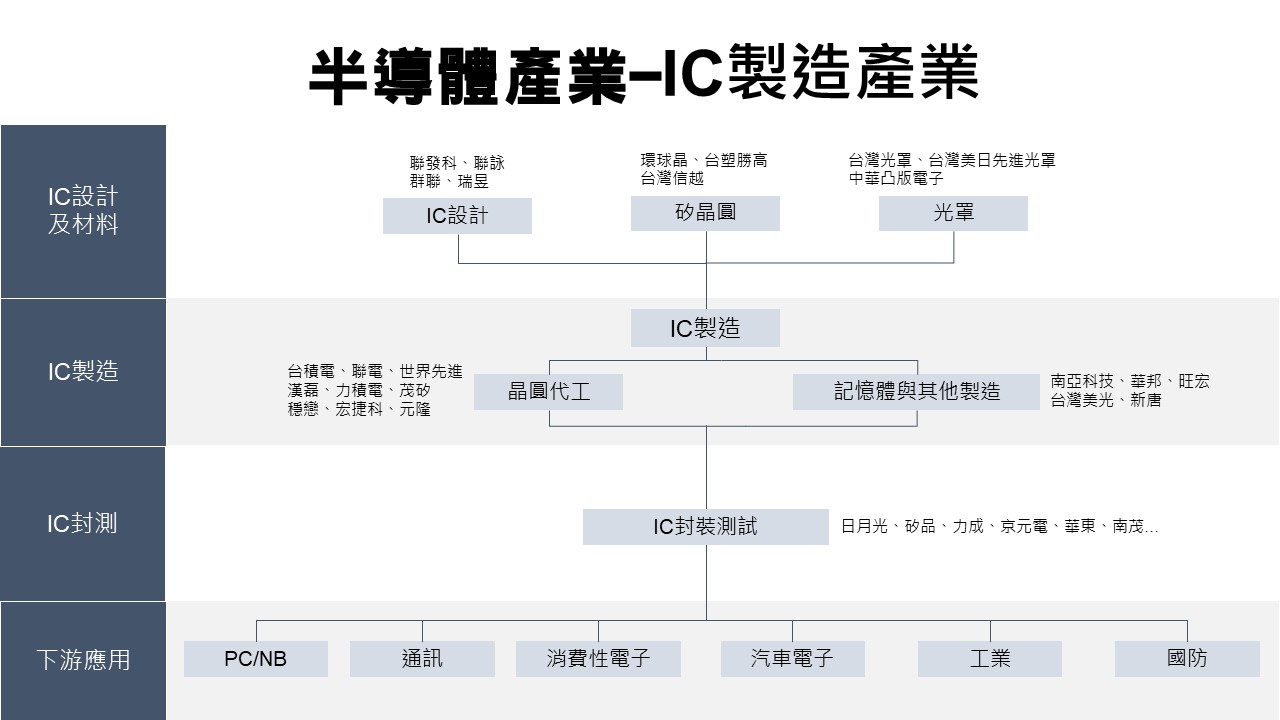 半導體產業–IC製造產業
IC設計
及材料
聯發科、聯詠
群聯、瑞昱
IC設計
環球晶、台塑勝高
台灣信越
矽晶圓
台灣光罩、台灣美日先進光罩
中華凸版電子
光罩
IC製造
IC製造
台積電、聯電、世界先進
漢磊、力積電、茂矽
穩懋、宏捷科、元隆
晶圓代工
記憶體與其他製造
南亞科技、華邦、旺宏
台灣美光、新唐
IC封測
IC封裝測試
日月光、矽品、力成、京元電、華東、南茂…
下游應用
PC/NB
通訊
消費性電子
汽車電子
工業
國防